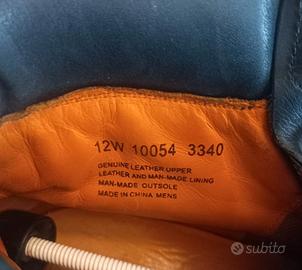 12W 10054 3340
GENUINE LEATHER UPPER
LEATHER AND MAN-MADE LINING
MAN-MADE OUTSOLE
MADE IN CHINA MENS
subito